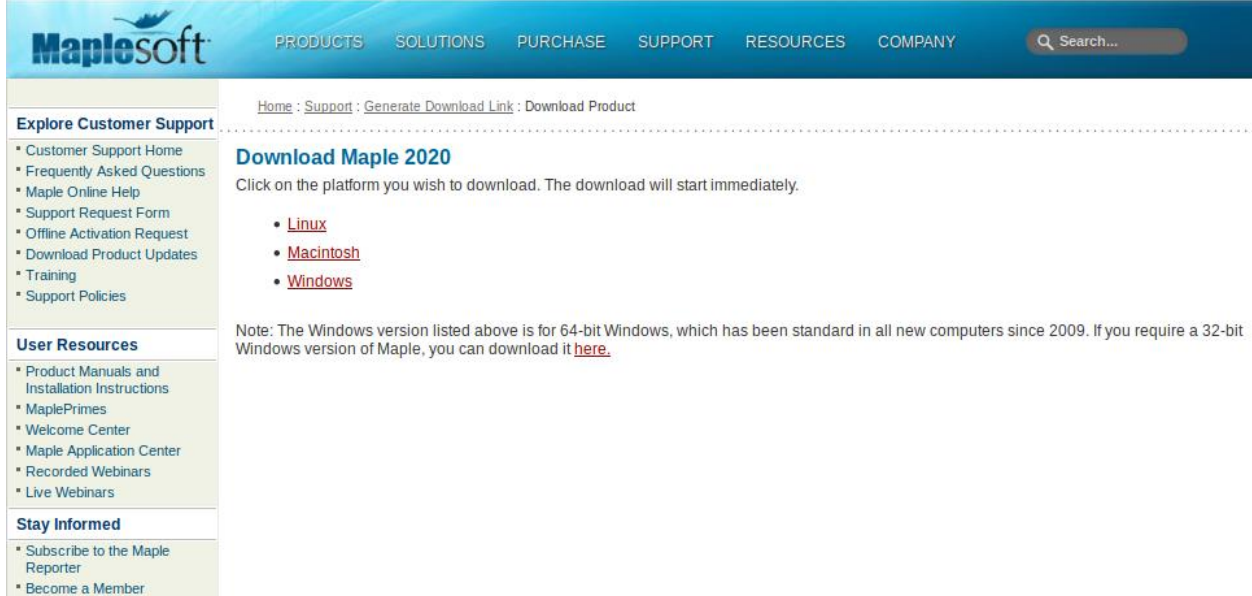 Maplesoft
PRODUCTS SOLUTIONS PURCHASE SUPPORT RESOURCES COMPANY Search...
Home : Support : Generate Download Link : Download Product
Explore Customer Support
Customer Support Home
Frequently Asked Questions
Maple Online Help
Support Request Form
Offline Activation Request
Download Product Updates
Training
Support Policies
User Resources
Product Manuals and
Installation Instructions
MaplePrimes
Welcome Center
Maple Application Center
Recorded Webinars
Live Webinars
Stay Informed
Subscribe to the Maple
Reporter
Become a Member
Download Maple 2020
Click on the platform you wish to download. The download will start immediately.
Linux
Macintosh
Windows
Note: The Windows version listed above is for 64-bit Windows, which has been standard in all new computers since 2009. If you require a 32-bit
Windows version of Maple, you can download it here.